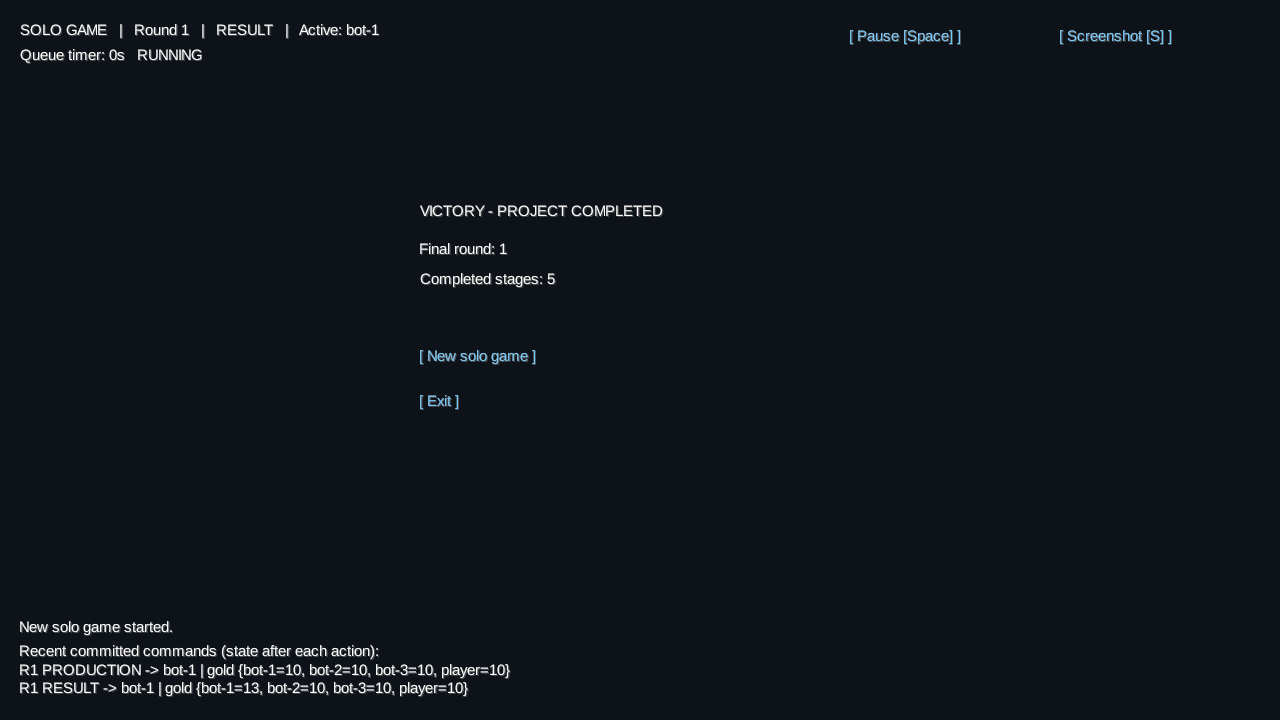 SOLO GAME | Round 1 | RESULT | Active: bot-1
Queue timer: 0s RUNNING
[ Pause [Space] ]
[ Screenshot [S] ]
VICTORY - PROJECT COMPLETED
Final round: 1
Completed stages: 5
[ New solo game ]
[ Exit ]
New solo game started.
Recent committed commands (state after each action):
R1 PRODUCTION -> bot-1 | gold {bot-1=10, bot-2=10, bot-3=10, player=10}
R1 RESULT -> bot-1 | gold {bot-1=13, bot-2=10, bot-3=10, player=10}